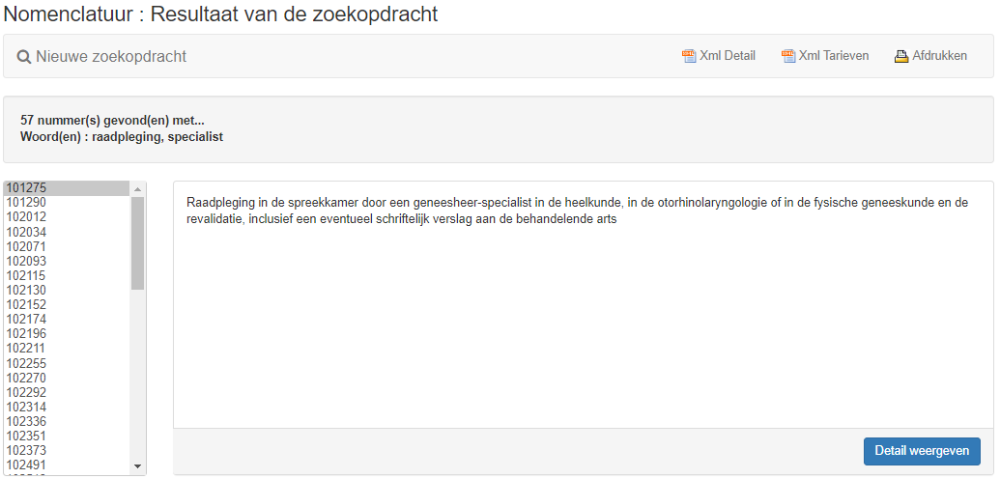 Nomenclatuur : Resultaat van de zoekopdracht
Nieuwe zoekopdracht
Xml Detail
Xml Tarieven
Afdrukken
57 nummer(s) gevond(en) met...
Woord(en) : raadpleging, specialist
101275
101290
102012
102034
102071
102093
102115
102130
102152
102174
102196
102211
102255
102270
102292
102314
102336
102351
102373
102491
Raadpleging in de spreekkamer door een geneesheer-specialist in de heelkunde, in de otorhinolaryngologie of in de fysische geneeskunde en de
revalidatie, inclusief een eventueel schriftelijk verslag aan de behandelende arts
Detail weergeven